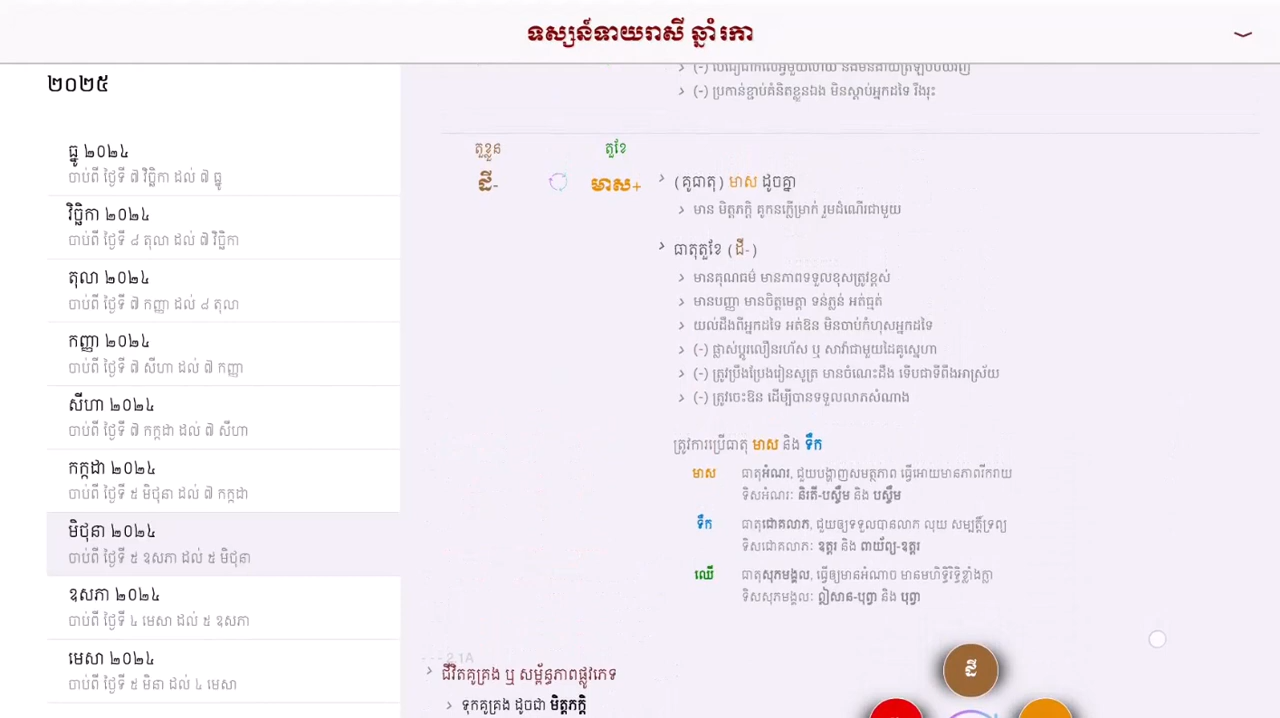 ទស្សន៍ទាយរាសី ឆ្នាំរកា
២០២៥
ធ្នូ ២០២៤
ចាប់ពី ថ្ងៃទី ៧ វិច្ឆិកា ដល់ ៧ ធ្នូ
វិច្ឆិកា ២០២៤
ចាប់ពី ថ្ងៃទី ៨ តុលា ដល់ ៧ វិច្ឆិកា
តុលា ២០២៤
ចាប់ពី ថ្ងៃទី ៧ កញ្ញា ដល់ ៨ តុលា
កញ្ញា ២០២៤
ចាប់ពី ថ្ងៃទី ៧ សីហា ដល់ ៧ កញ្ញា
សីហា ២០២៤
ចាប់ពី ថ្ងៃទី ៧ កក្កដា ដល់ ៧ សីហា
កក្កដា ២០២៤
ចាប់ពី ថ្ងៃទី ៥ មិថុនា ដល់ ៧ កក្កដា
មិថុនា ២០២៤
ចាប់ពី ថ្ងៃទី ៥ ឧសភា ដល់ ៥ មិថុនា
ឧសភា ២០២៤
ចាប់ពី ថ្ងៃទី ៤ មេសា ដល់ ៥ ឧសភា
មេសា ២០២៤
ចាប់ពី ថ្ងៃទី ៥ មិនា ដល់ ៤ មេសា
(-) ប្រកាន់ខ្ជាប់គំនិតខ្លួនឯង មិនស្តាប់អ្នកដទៃ រឹងរុះ
តួខ្លួន តួខែ
ដី- មាស+
(គូធាតុ) មាស ដូចគ្នា
មាន មិត្តភក្តិ គូកនភ្លើម្រាក់ រួមដំណើរជាមួយ
ធាតុតួខែ (ដី-)
មានគុណធម៌ មានភាពទទួលខុសត្រូវខ្ពស់
មានបញ្ញា មានចិត្តមេត្តា ទន់ភ្លន់ អត់ធ្មត់
យល់ដឹងពីអ្នកដទៃ អត់ឱន មិនចាប់កំហុសអ្នកដទៃ
(-) ផ្លាស់ប្តូរលឿនរហ័ស ឬ សាវ៉ាជាមួយដៃគូស្នេហា
(-) ត្រូវប្រឹងប្រែងរៀនសូត្រ មានចំណេះដឹង ទើបជាទីពឹងអាស្រ័យ
(-) ត្រូវចេះឱន ដើម្បីបានទទួលលាភសំណាង
ត្រូវការប្រើធាតុ មាស និង ទឹក
មាស ធាតុអំណរ, ជួយបង្ហាញសមត្ថភាព ធ្វើអោយមានភាពរីករាយ
ទិសអំណរៈ និរតី-បស្ចឹម និង បស្ចឹម
ទឹក ធាតុជោគលាភ, ជួយឲ្យទទួលបានលាភ លុយ សម្បត្តិ៍ទ្រព្យ
ទិសជោគលាភៈ ឧត្តរ និង ពាយ័ព្យ-ឧត្តរ
ឈើ ធាតុសុភមង្គល, ធ្វើឲ្យមានអំណាច មានមហិទ្ធិរិទ្ធិខ្លាំងក្លា
ទិសសុភមង្គលៈ ឦសាន-បុព្វា និង បុព្វា
2.1A
ជីវិតគូគ្រង ឬ សម្ព័ន្ធភាពផ្លូវភេទ
ទុកគូគ្រង ដូចជា មិត្តភក្តិ
ដី